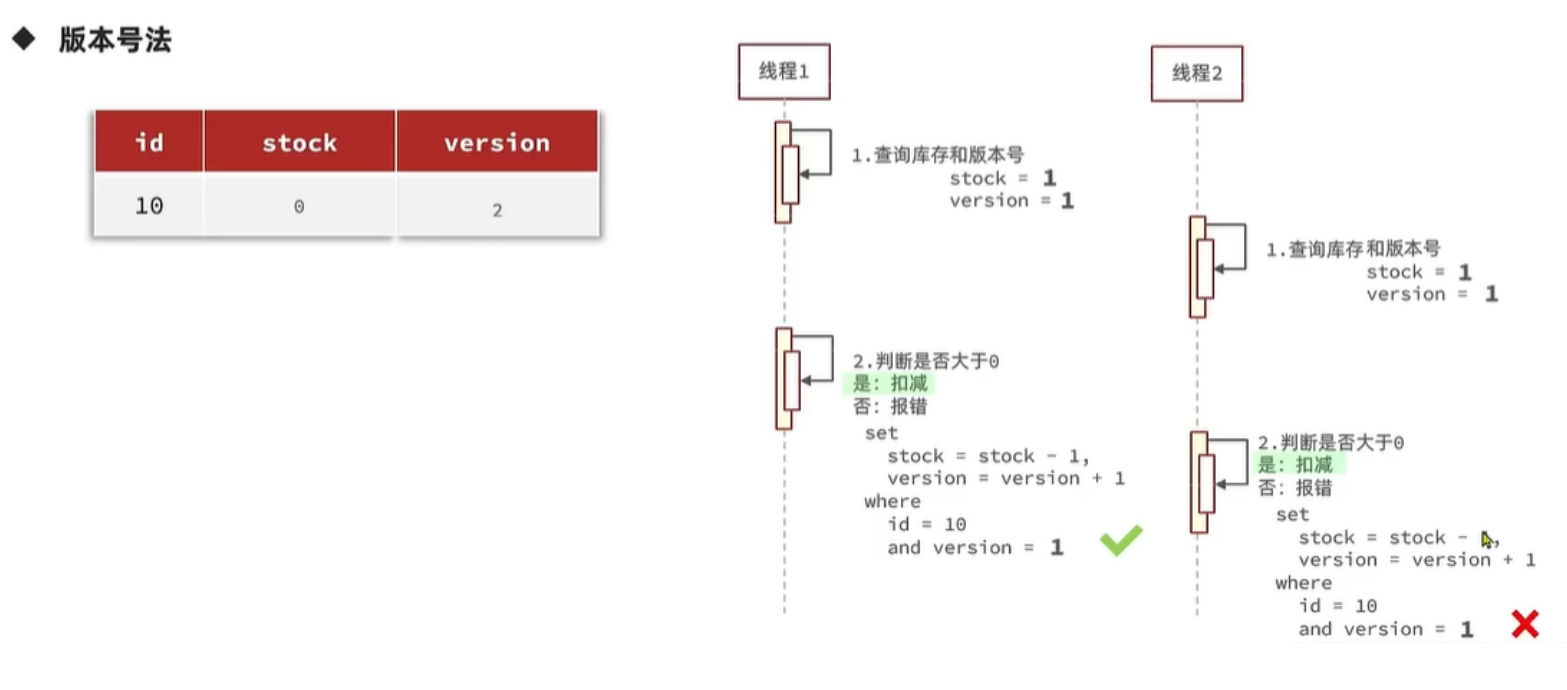 版本号法
id stock version
10 0 2
线程1
1.查询库存和版本号
stock = 1
version = 1
2.判断是否大于0
是: 扣减
否: 报错
set
stock = stock - 1,
version = version + 1
where
id = 10
and version = 1
线程2
1.查询库存和版本号
stock = 1
version = 1
2.判断是否大于0
是: 扣减
否: 报错
set
stock = stock - ,
version = version + 1
where
id = 10
and version = 1